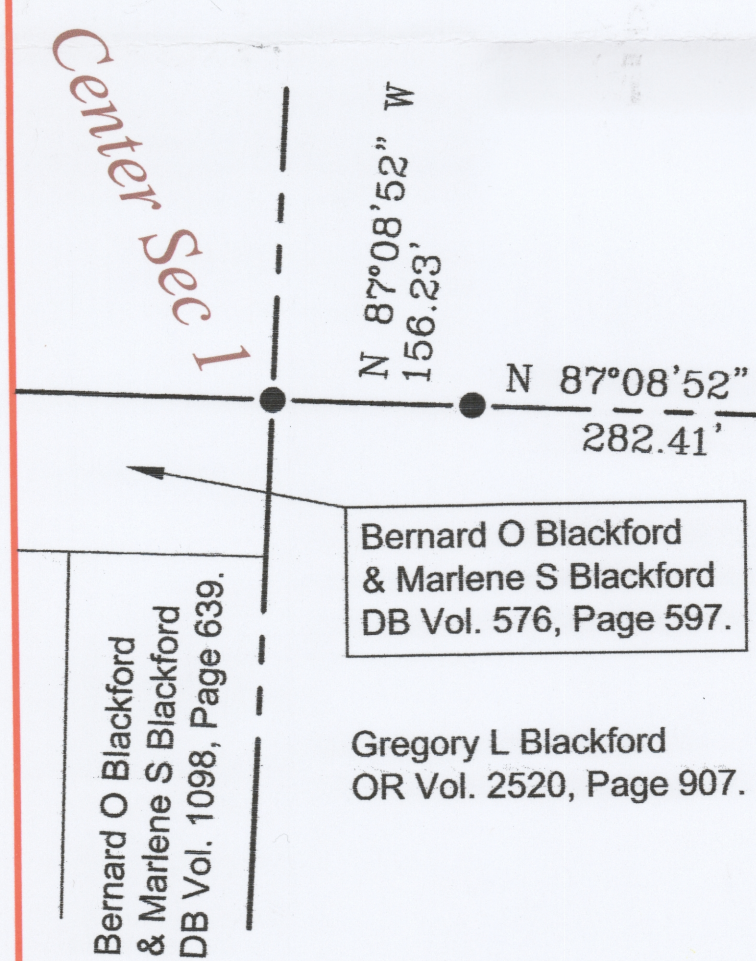 Center Sec 1
N 87°08'52" W
156.23'
N 87°08'52"
282.41'
Bernard O Blackford
& Marlene S Blackford
DB Vol. 576, Page 597.
Bernard O Blackford
& Marlene S Blackford
DB Vol. 1098, Page 639.
Gregory L Blackford
OR Vol. 2520, Page 907.